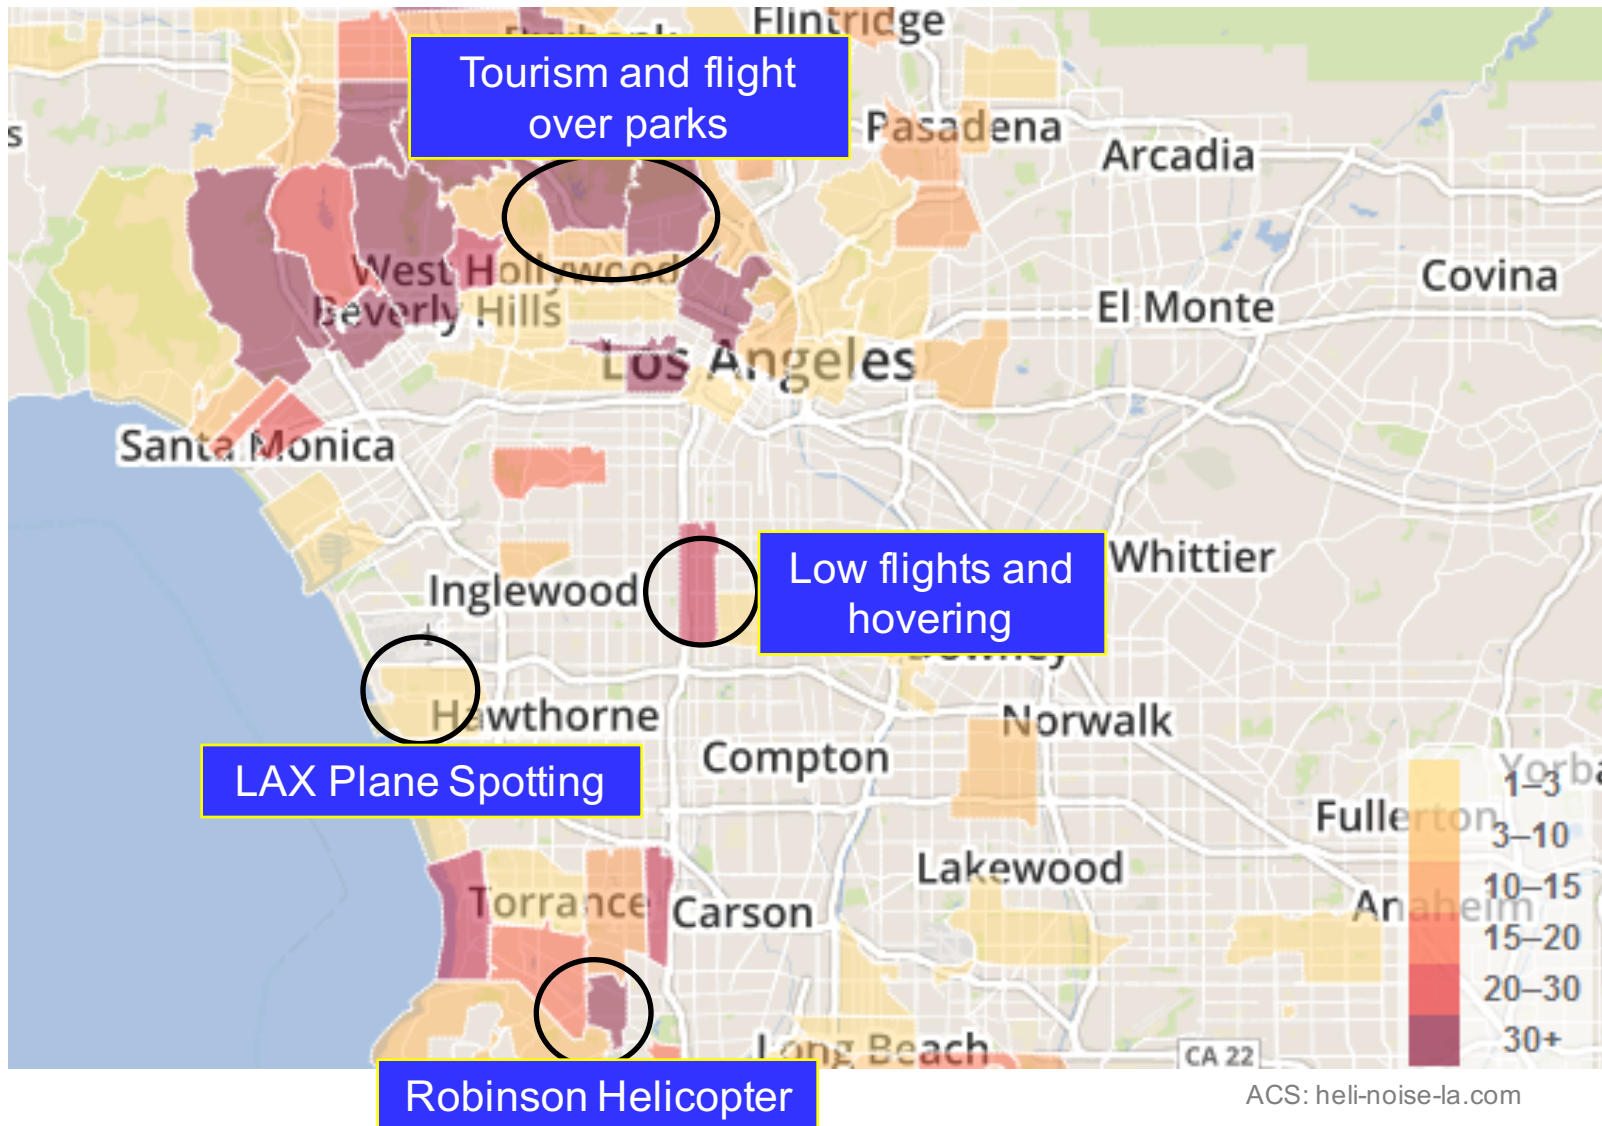 Flintridge
Tourism and flight
over parks
s
Pasadena
Arcadia
Covina
West Hollywood
Beverly Hills
El Monte
Los Angeles
Santa Monica
Low flights and
hovering
Whittier
Inglewood
Hawthorne
Norwalk
LAX Plane Spotting
Compton
Yorba
1–3
Fullerton
3–10
Lakewood
10–15
Anaheim
Torrance
Carson
15–20
20–30
30+
Long Beach
CA 22
Robinson Helicopter
ACS: heli-noise-la.com